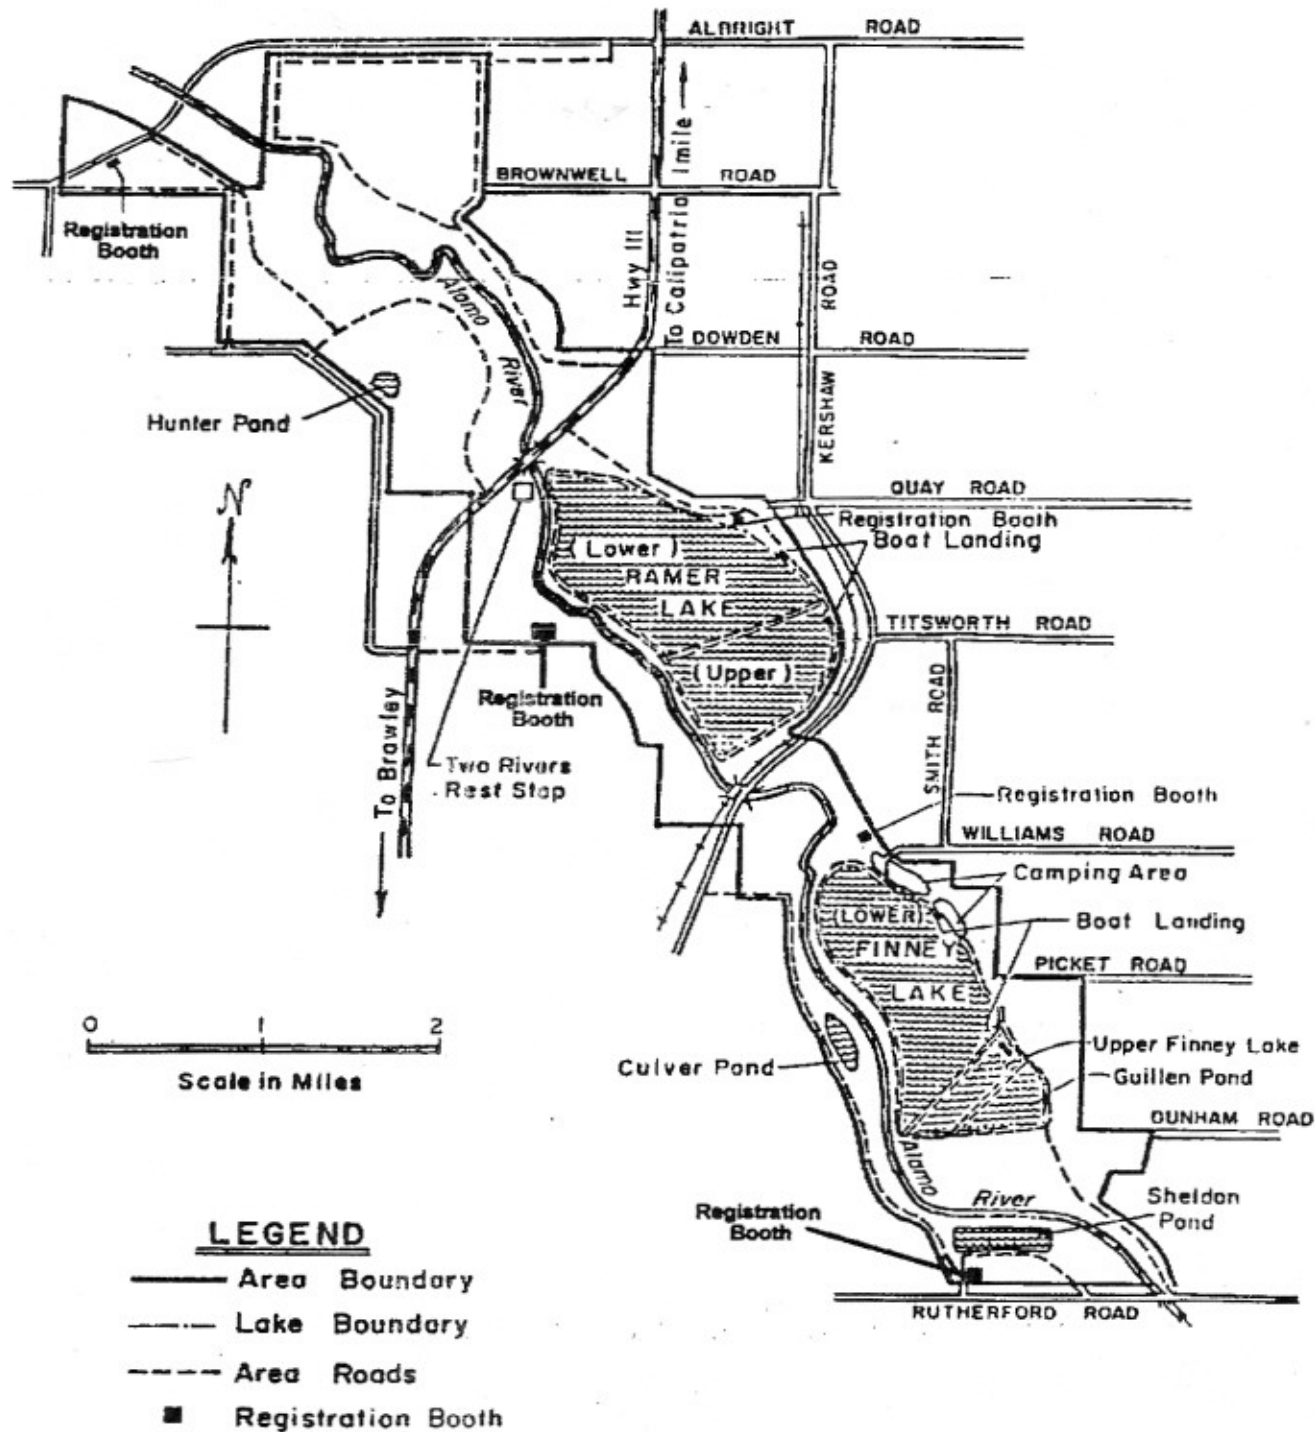 ALBRIGHT ROAD
BROWNWELL ROAD
Registration
Booth
Hwy III
To Calipatria 1mile
KERSHAW ROAD
Alamo River
DOWDEN ROAD
Hunter Pond
N
QUAY ROAD
Registration Booth
Boat Landing
(Lower)
RAMER
LAKE
(Upper)
TITSWORTH ROAD
SMITH ROAD
Registration
Booth
To Brawley
Two Rivers
Rest Stop
Registration Booth
WILLIAMS ROAD
Camping Area
(LOWER)
FINNEY
LAKE
Boat Landing
PICKET ROAD
0 1 2
Scale in Miles
Culver Pond
Upper Finney Lake
Guillen Pond
DUNHAM ROAD
Alamo River
Sheldon
Pond
Registration
Booth
RUTHERFORD ROAD
LEGEND
Area Boundary
Lake Boundary
Area Roads
Registration Booth